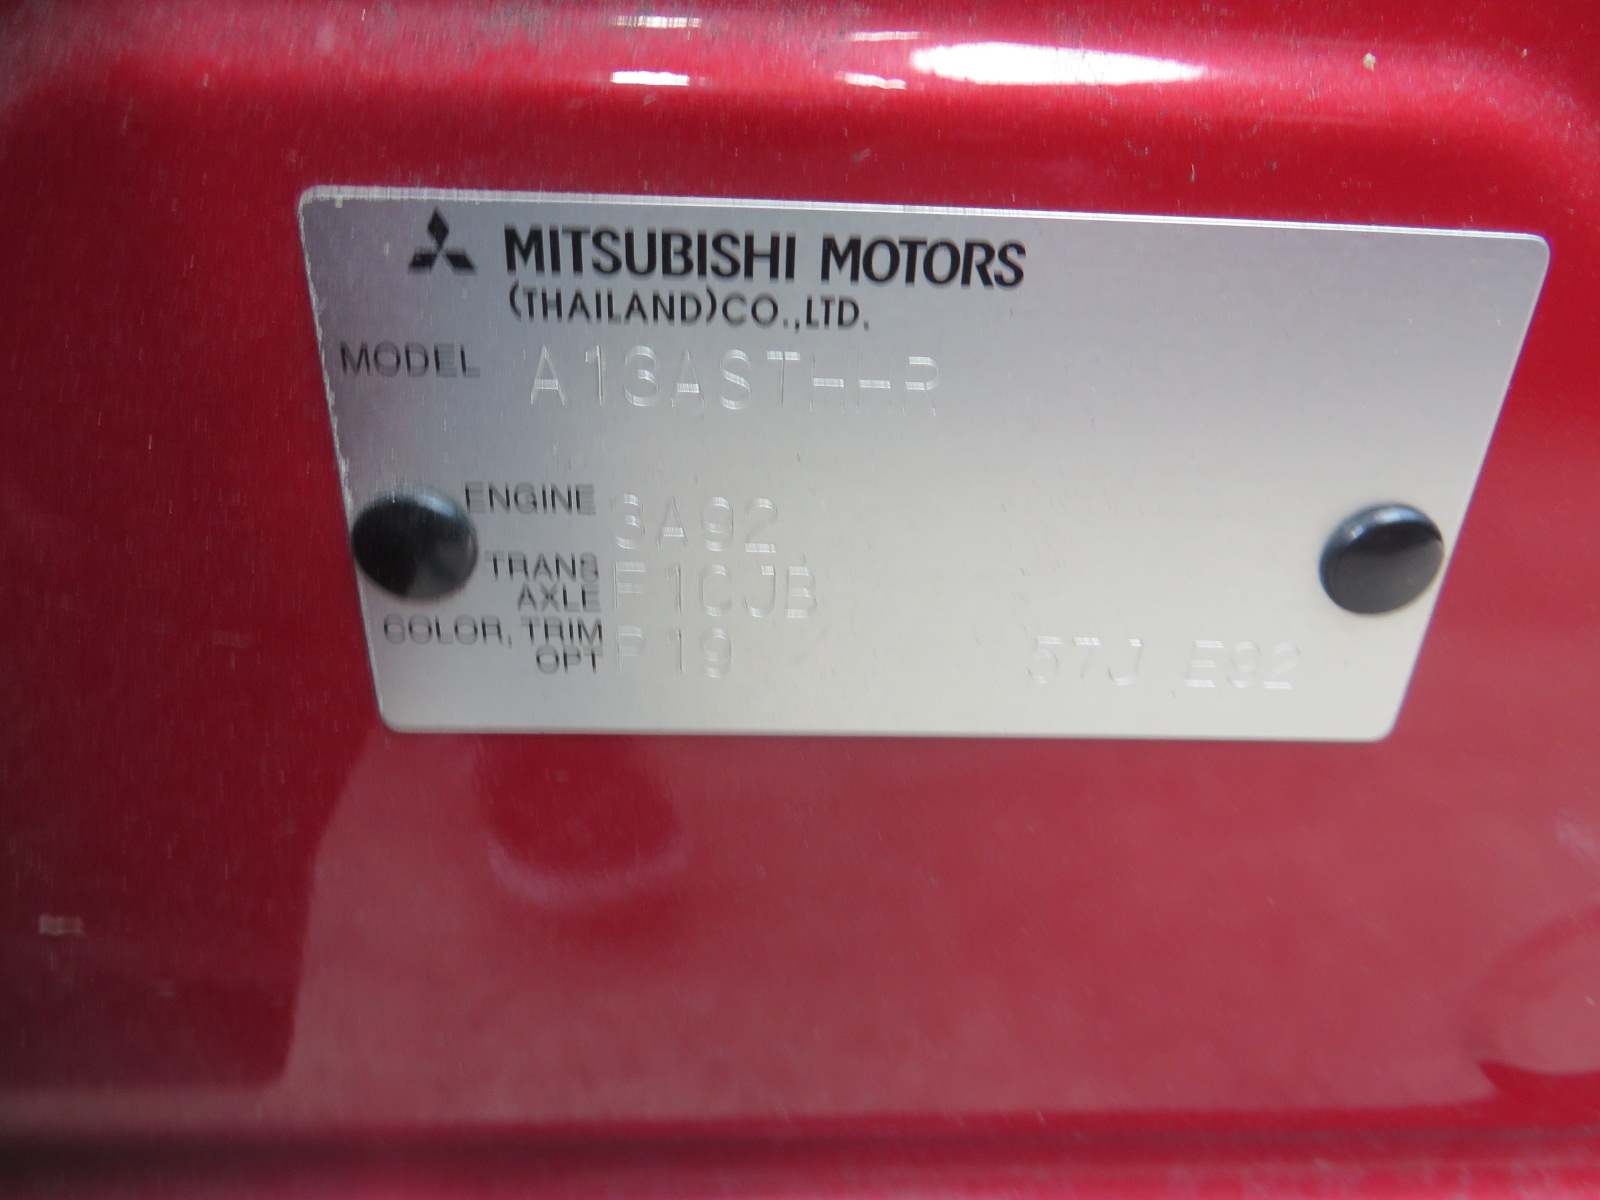 MITSUBISHI MOTORS
(THAILAND)CO.,LTD.
MODEL A13ASTHHR
ENGINE 3A92
TRANS
AXLE F1CJB
COLOR, TRIM
OPT P19 57J E92